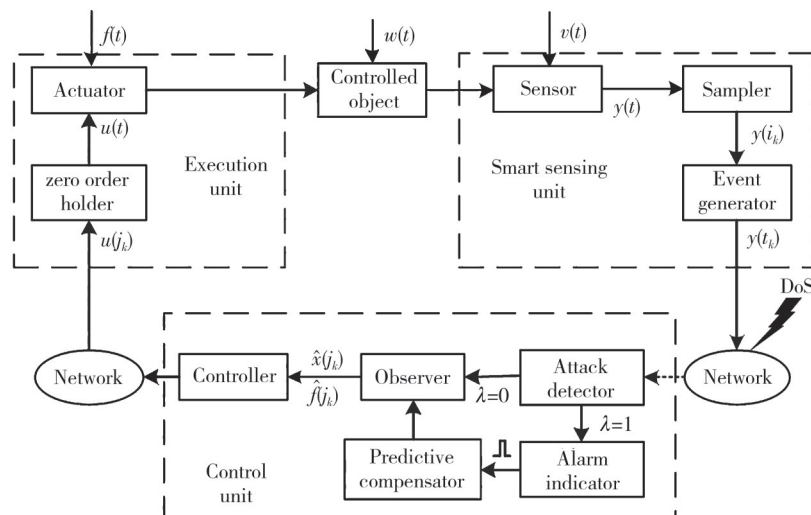 f(t)
w(t)
v(t)
Actuator
Controlled
object
Sensor
Sampler
y(t)
u(t)
y(i_k)
Execution
unit
Smart sensing
unit
zero order
holder
Event
generator
u(j_k)
y(t_k)
DoS
Network
Controller
x̂(j_k)
f̂(j_k)
Observer
λ=0
Attack
detector
Network
λ=1
Control
unit
Predictive
compensator
Alarm
indicator